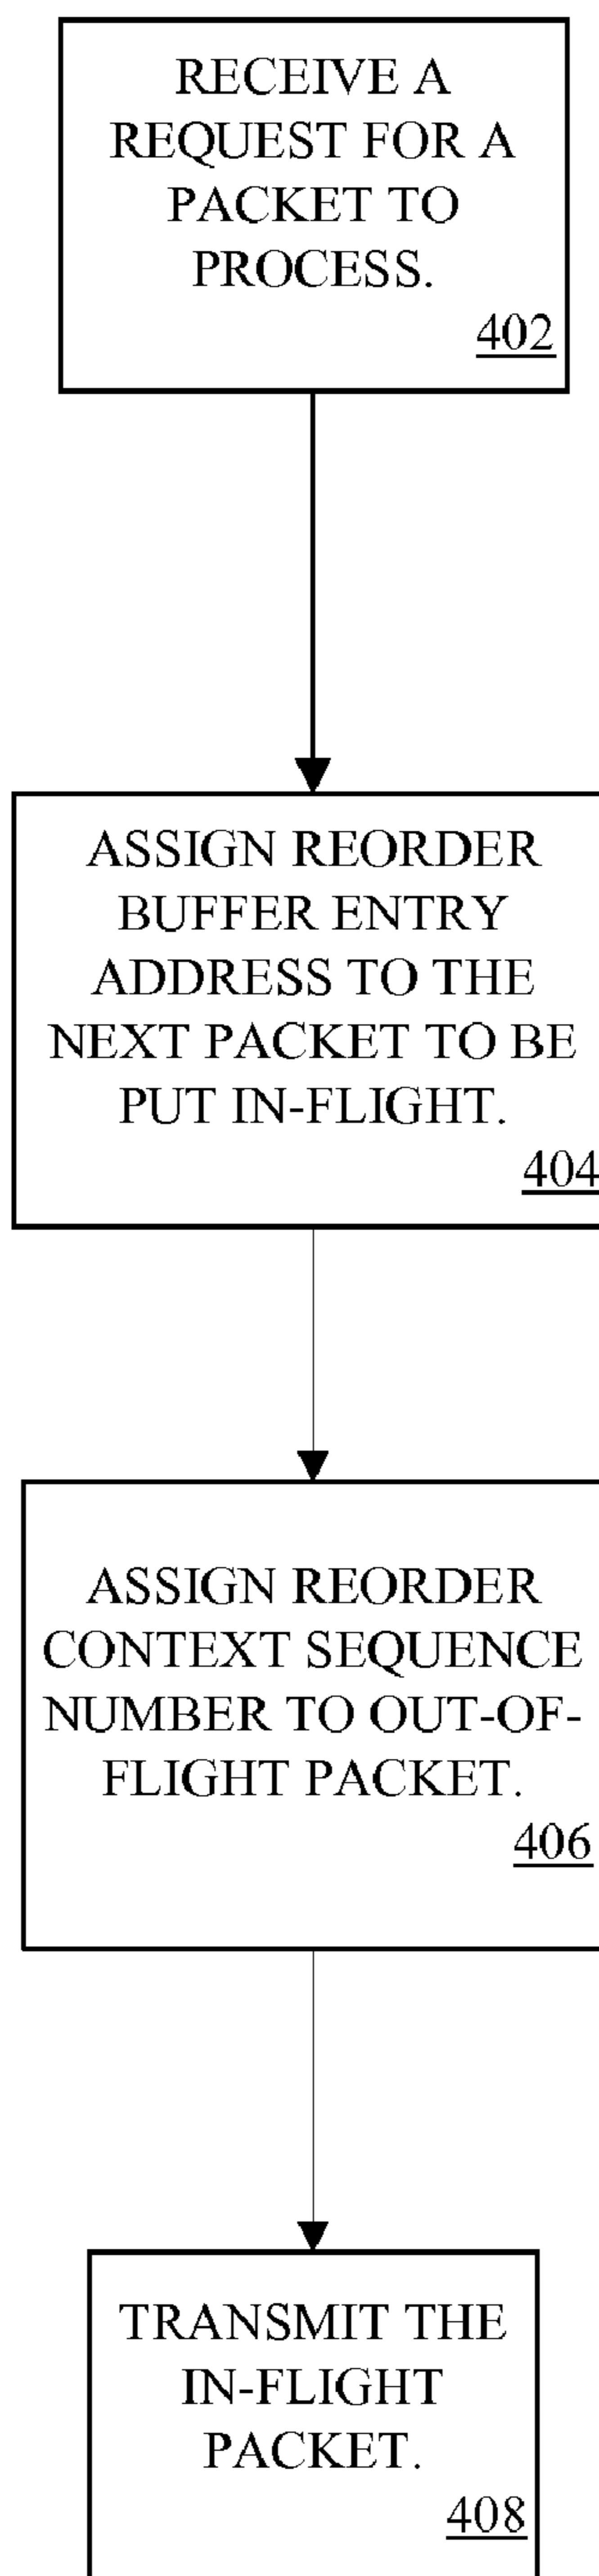 RECEIVE A
REQUEST FOR A
PACKET TO
PROCESS.
402
ASSIGN REORDER
BUFFER ENTRY
ADDRESS TO THE
NEXT PACKET TO BE
PUT IN-FLIGHT.
404
ASSIGN REORDER
CONTEXT SEQUENCE
NUMBER TO OUT-OF-
FLIGHT PACKET.
406
TRANSMIT THE
IN-FLIGHT
PACKET.
408